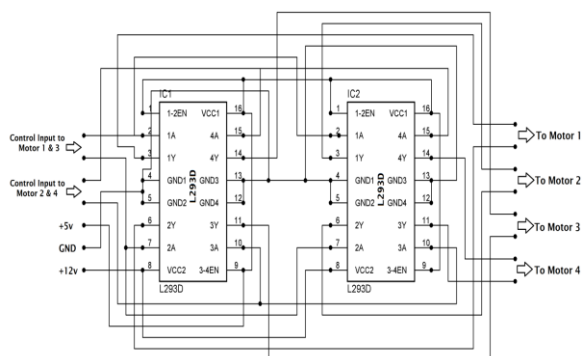 IC1
IC2
1 1-2EN VCC1 16
2 1A 4A 15
3 1Y 4Y 14
4 GND1 GND3 13
5 GND2 GND4 12
6 2Y 3Y 11
7 2A 3A 10
8 VCC2 3-4EN 9
L293D
L293D
1 1-2EN VCC1 16
2 1A 4A 15
3 1Y 4Y 14
4 GND1 GND3 13
5 GND2 GND4 12
6 2Y 3Y 11
7 2A 3A 10
8 VCC2 3-4EN 9
L293D
L293D
Control Input to
Motor 1 & 3
Control Input to
Motor 2 & 4
+5v
GND
+12v
To Motor 1
To Motor 2
To Motor 3
To Motor 4